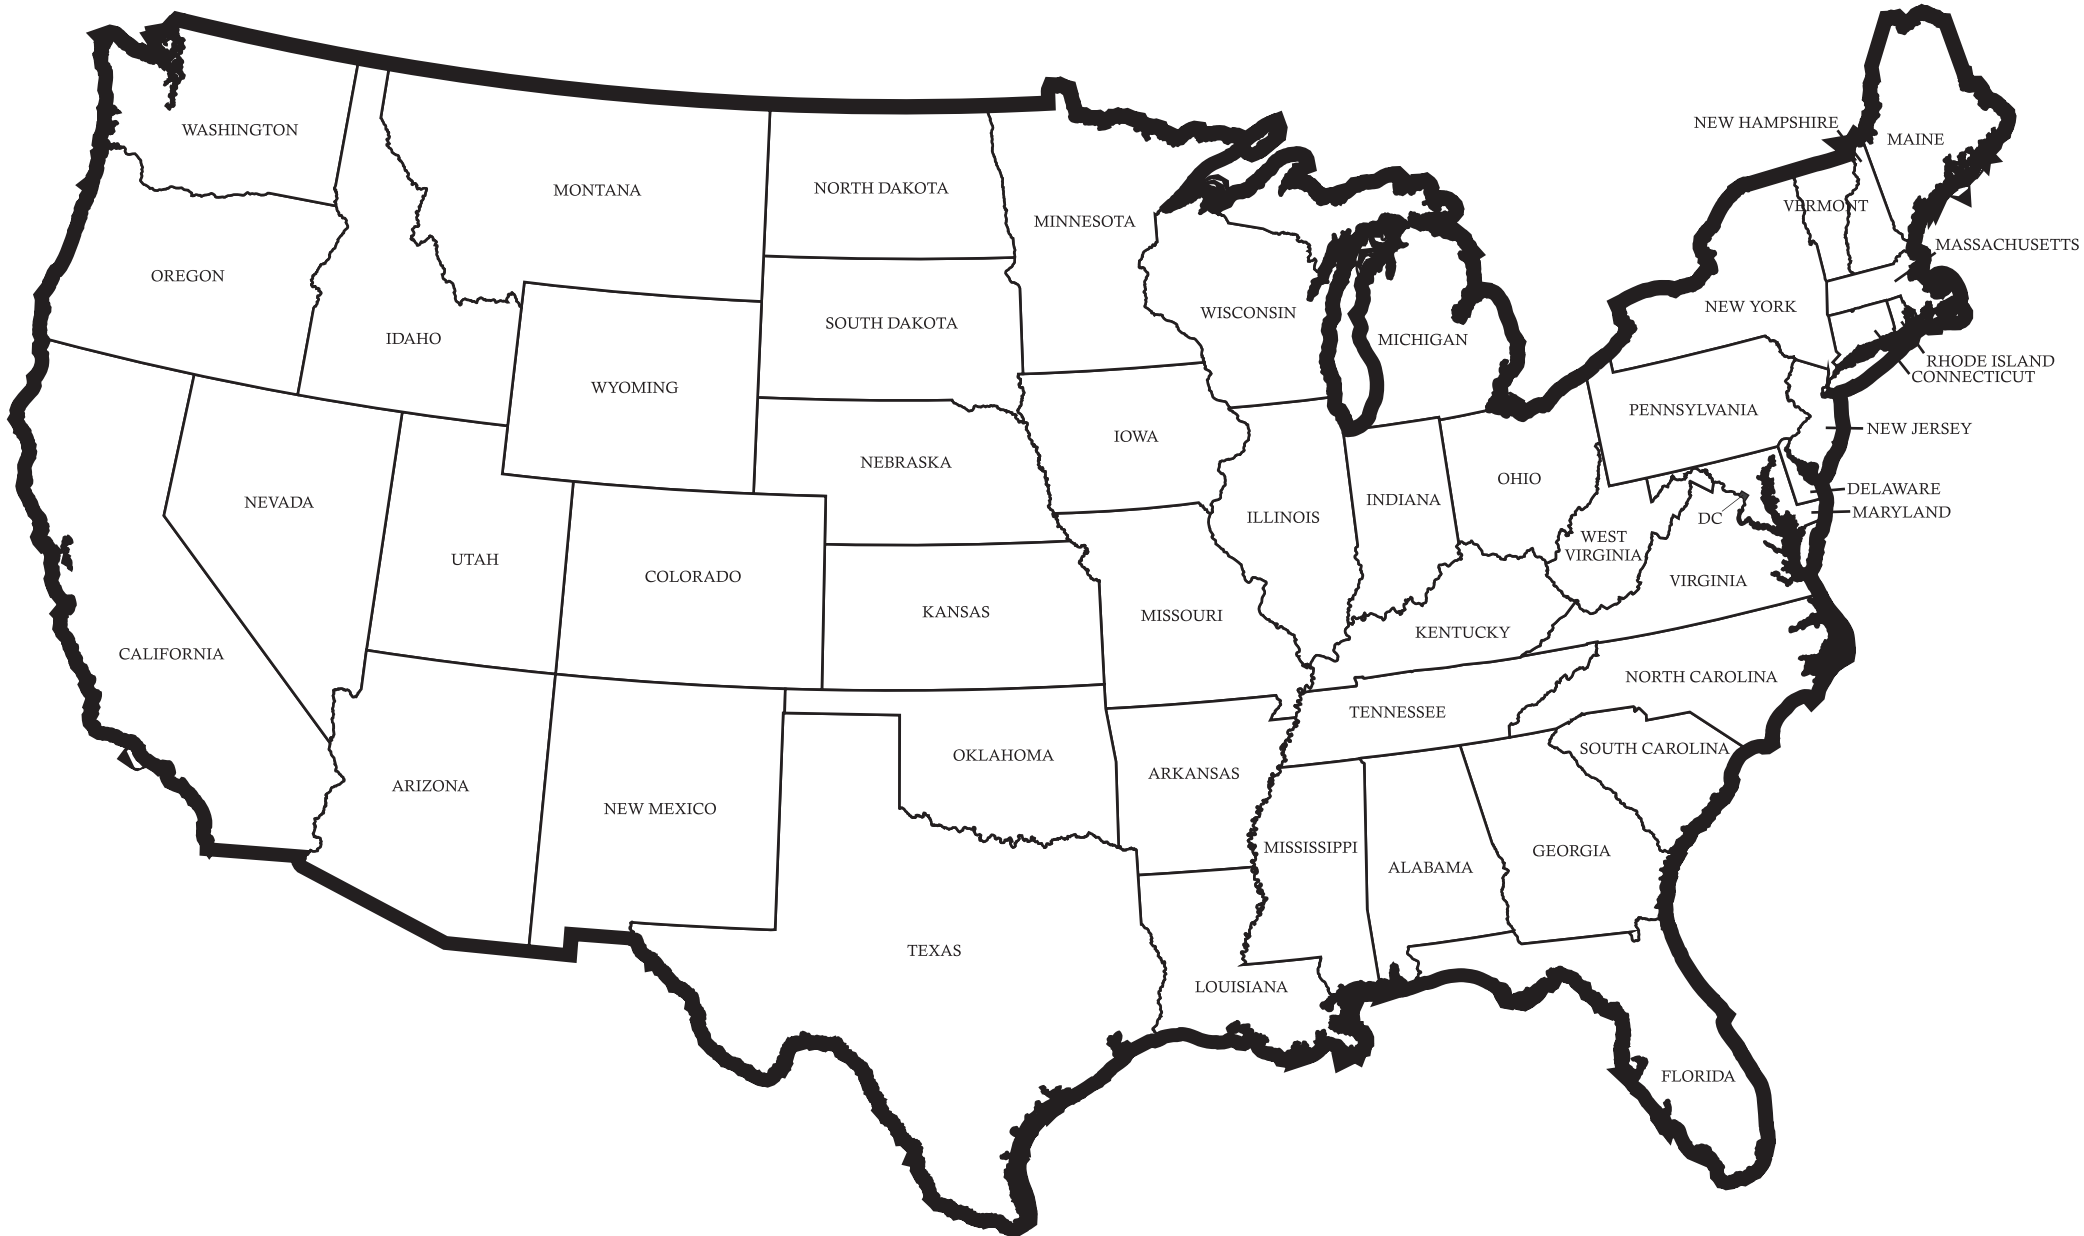 NEW HAMPSHIRE
WASHINGTON
MAINE
MONTANA
NORTH DAKOTA
VERMONT
MINNESOTA
MASSACHUSETTS
OREGON
NEW YORK
WISCONSIN
SOUTH DAKOTA
IDAHO
MICHIGAN
RHODE ISLAND
CONNECTICUT
WYOMING
PENNSYLVANIA
NEW JERSEY
IOWA
NEBRASKA
OHIO
DELAWARE
INDIANA
NEVADA
MARYLAND
ILLINOIS
DC
WEST
VIRGINIA
UTAH
COLORADO
VIRGINIA
KANSAS
MISSOURI
KENTUCKY
CALIFORNIA
NORTH CAROLINA
TENNESSEE
SOUTH CAROLINA
OKLAHOMA
ARKANSAS
ARIZONA
NEW MEXICO
MISSISSIPPI
GEORGIA
ALABAMA
TEXAS
LOUISIANA
FLORIDA